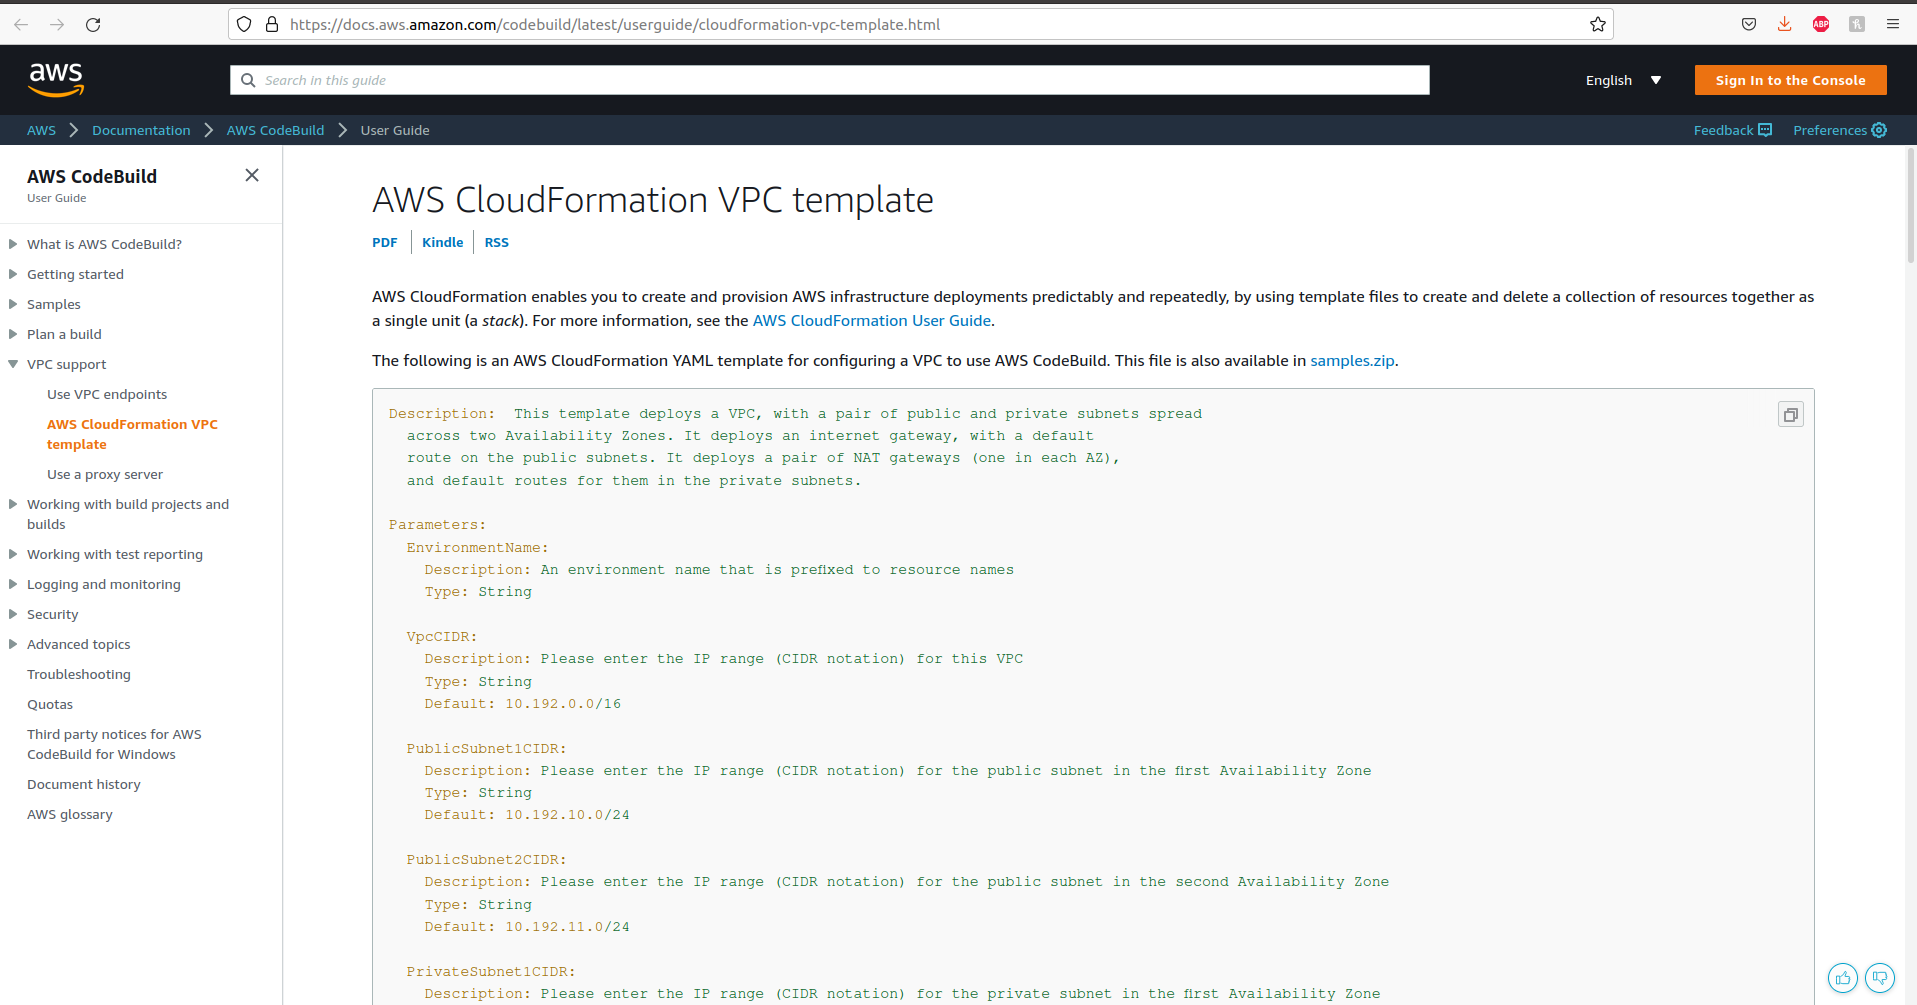 https://docs.aws.amazon.com/codebuild/latest/userguide/cloudformation-vpc-template.html
ABP
aws
Search in this guide
English
Sign In to the Console
AWS
Documentation
AWS CodeBuild
User Guide
Feedback
Preferences
AWS CodeBuild
User Guide
What is AWS CodeBuild?
Getting started
Samples
Plan a build
VPC support
Use VPC endpoints
AWS CloudFormation VPC
template
Use a proxy server
Working with build projects and
builds
Working with test reporting
Logging and monitoring
Security
Advanced topics
Troubleshooting
Quotas
Third party notices for AWS
CodeBuild for Windows
Document history
AWS glossary
AWS CloudFormation VPC template
PDF
Kindle
RSS
AWS CloudFormation enables you to create and provision AWS infrastructure deployments predictably and repeatedly, by using template files to create and delete a collection of resources together as
a single unit (a stack). For more information, see the AWS CloudFormation User Guide.
The following is an AWS CloudFormation YAML template for configuring a VPC to use AWS CodeBuild. This file is also available in samples.zip.
Description:  This template deploys a VPC, with a pair of public and private subnets spread
  across two Availability Zones. It deploys an internet gateway, with a default
  route on the public subnets. It deploys a pair of NAT gateways (one in each AZ),
  and default routes for them in the private subnets.
Parameters:
  EnvironmentName:
    Description: An environment name that is prefixed to resource names
    Type: String
  VpcCIDR:
    Description: Please enter the IP range (CIDR notation) for this VPC
    Type: String
    Default: 10.192.0.0/16
  PublicSubnet1CIDR:
    Description: Please enter the IP range (CIDR notation) for the public subnet in the first Availability Zone
    Type: String
    Default: 10.192.10.0/24
  PublicSubnet2CIDR:
    Description: Please enter the IP range (CIDR notation) for the public subnet in the second Availability Zone
    Type: String
    Default: 10.192.11.0/24
  PrivateSubnet1CIDR:
    Description: Please enter the IP range (CIDR notation) for the private subnet in the first Availability Zone